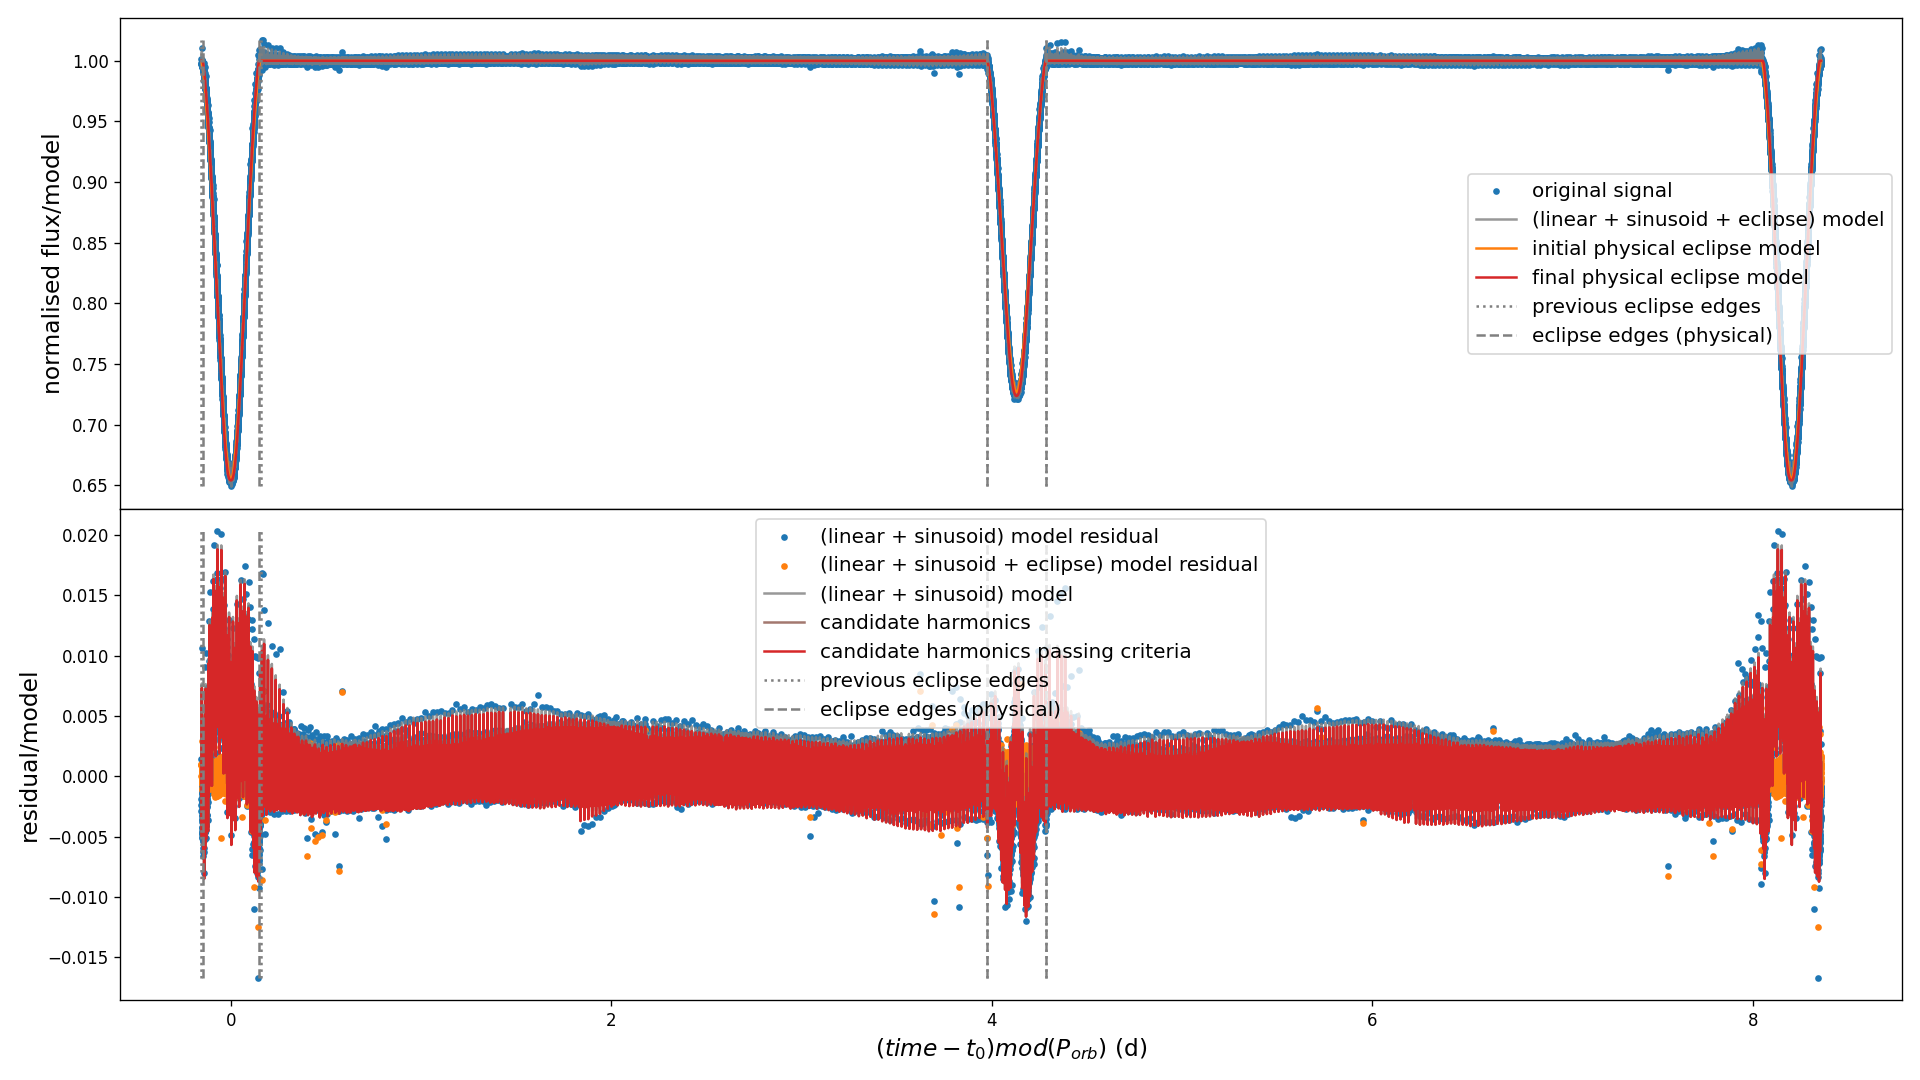 1.00
0.95
0.90
0.85
0.80
0.75
0.70
0.65
normalised flux/model
original signal
(linear + sinusoid + eclipse) model
initial physical eclipse model
final physical eclipse model
previous eclipse edges
eclipse edges (physical)
0.020
0.015
0.010
0.005
0.000
−0.005
−0.010
−0.015
residual/model
(linear + sinusoid) model residual
(linear + sinusoid + eclipse) model residual
(linear + sinusoid) model
candidate harmonics
candidate harmonics passing criteria
previous eclipse edges
eclipse edges (physical)
0 2 4 6 8
(time − t₀)mod(Pₒᵣᵦ) (d)